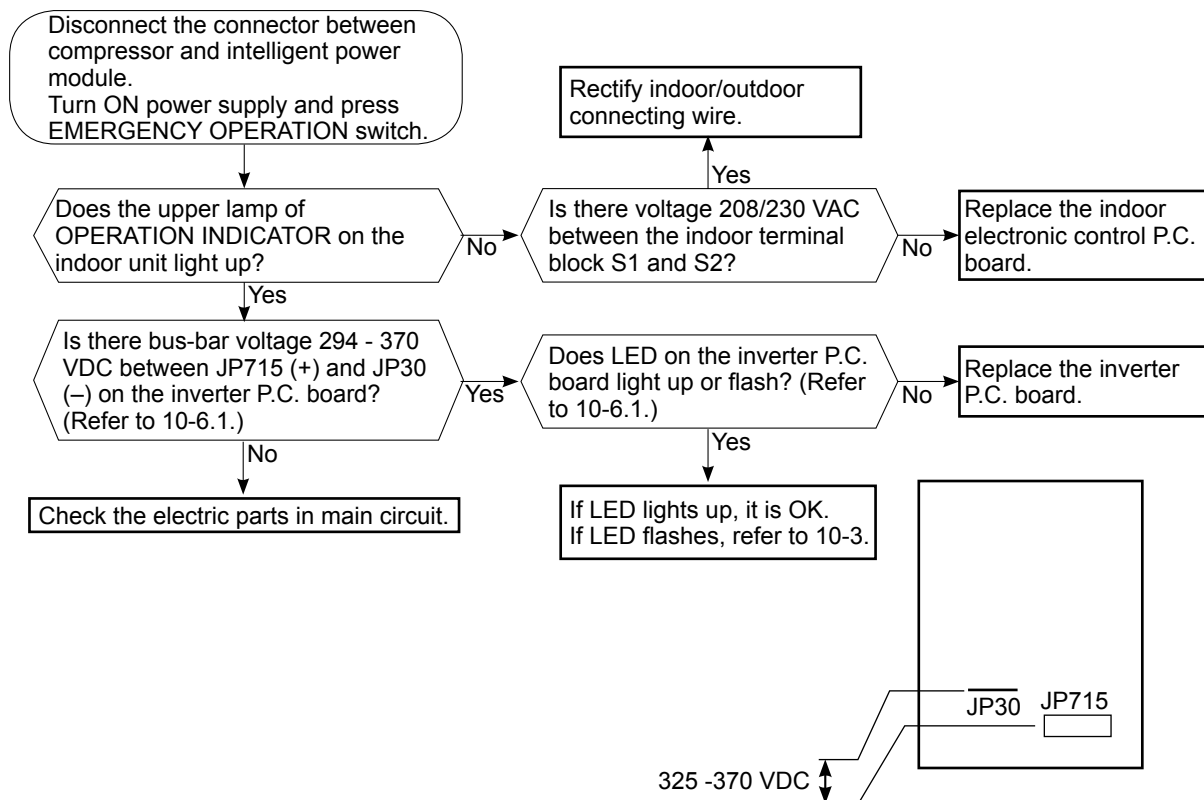 Disconnect the connector between
compressor and intelligent power
module.
Turn ON power supply and press
EMERGENCY OPERATION switch.
Rectify indoor/outdoor
connecting wire.
Yes
Does the upper lamp of
OPERATION INDICATOR on the
indoor unit light up?
No
Is there voltage 208/230 VAC
between the indoor terminal
block S1 and S2?
No
Replace the indoor
electronic control P.C.
board.
Yes
Is there bus-bar voltage 294 - 370
VDC between JP715 (+) and JP30
(–) on the inverter P.C. board?
(Refer to 10-6.1.)
Yes
Does LED on the inverter P.C.
board light up or flash? (Refer
to 10-6.1.)
No
Replace the inverter
P.C. board.
No
Yes
Check the electric parts in main circuit.
If LED lights up, it is OK.
If LED flashes, refer to 10-3.
JP30 JP715
325 -370 VDC